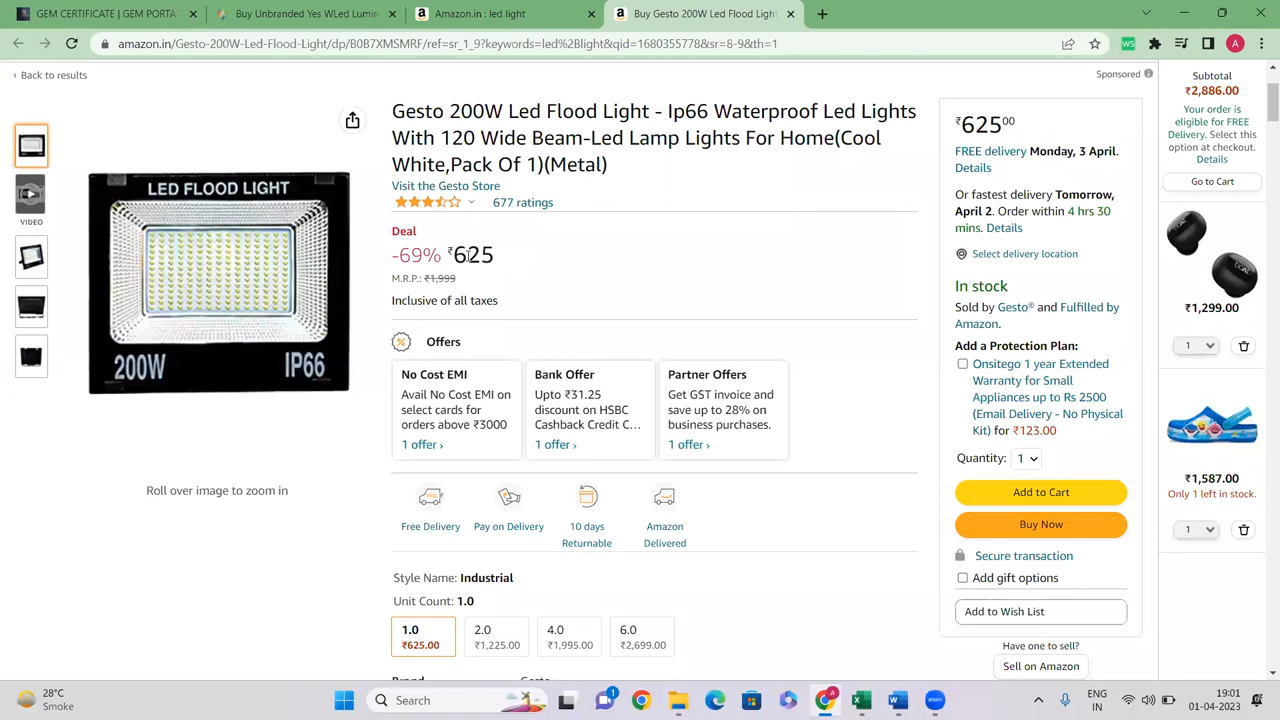 GEM CERTIFICATE | GEM PORTA
Buy Unbranded Yes WLed Lumin
Amazon.in : led light
Buy Gesto 200W Led Flood Light
amazon.in/Gesto-200W-Led-Flood-Light/dp/B0B7XMSMRF/ref=sr_1_9?keywords=led%2Blight&qid=1680355778&sr=8-9&th=1
WS
A
‹ Back to results
Sponsored
LED FLOOD LIGHT
200W IP66
VIDEO
Roll over image to zoom in
Gesto 200W Led Flood Light - Ip66 Waterproof Led Lights
With 120 Wide Beam-Led Lamp Lights For Home(Cool
White,Pack Of 1)(Metal)
Visit the Gesto Store
677 ratings
Deal
-69% ₹625
M.R.P.: ₹1,999
Inclusive of all taxes
Offers
No Cost EMI
Avail No Cost EMI on
select cards for
orders above ₹3000
1 offer ›
Bank Offer
Upto ₹31.25
discount on HSBC
Cashback Credit C...
1 offer ›
Partner Offers
Get GST invoice and
save up to 28% on
business purchases.
1 offer ›
Free Delivery
Pay on Delivery
10 days
Returnable
Amazon
Delivered
Style Name: Industrial
Unit Count: 1.0
1.0
₹625.00
2.0
₹1,225.00
4.0
₹1,995.00
6.0
₹2,699.00
₹625.00
FREE delivery Monday, 3 April.
Details
Or fastest delivery Tomorrow,
April 2. Order within 4 hrs 30
mins. Details
Select delivery location
In stock
Sold by Gesto® and Fulfilled by
Amazon.
Add a Protection Plan:
Onsitego 1 year Extended
Warranty for Small
Appliances up to Rs 2500
(Email Delivery - No Physical
Kit) for ₹123.00
Quantity: 1
Add to Cart
Buy Now
Secure transaction
Add gift options
Add to Wish List
Have one to sell?
Sell on Amazon
Subtotal
₹2,886.00
Your order is
eligible for FREE
Delivery. Select this
option at checkout.
Details
Go to Cart
₹1,299.00
1
₹1,587.00
Only 1 left in stock.
1
28°C
Smoke
Search
1
zoom
ENG
IN
19:01
01-04-2023